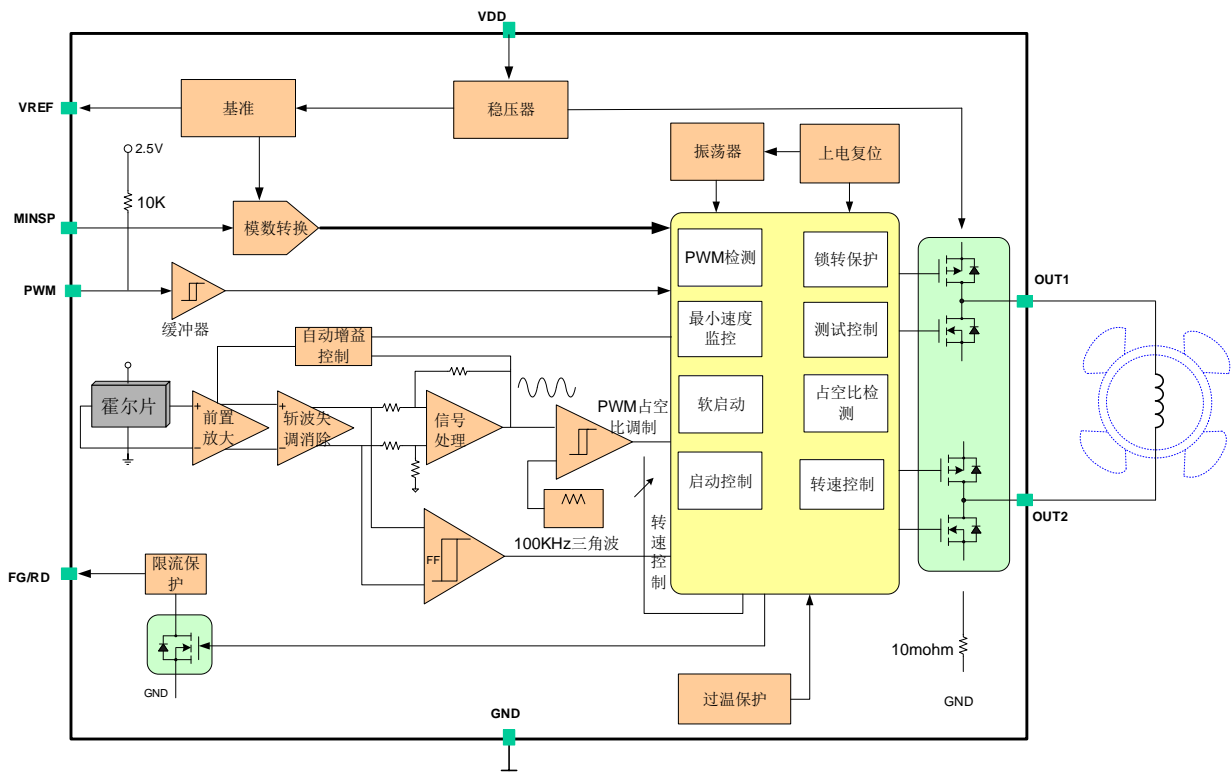 VDD
VREF
基准
稳压器
2.5V
10K
振荡器
上电复位
MINSP
模数转换
PWM
缓冲器
PWM检测
锁转保护
最小速度
监控
测试控制
软启动
占空比检
测
启动控制
转速控制
OUT1
OUT2
自动增益
控制
霍尔片
+
−
前置
放大
+
−
斩波失
调消除
信号
处理
PWM占空
比调制
FF
100KHz三角波
转
速
控
制
FG/RD
限流保
护
GND
10mohm
GND
过温保护
GND